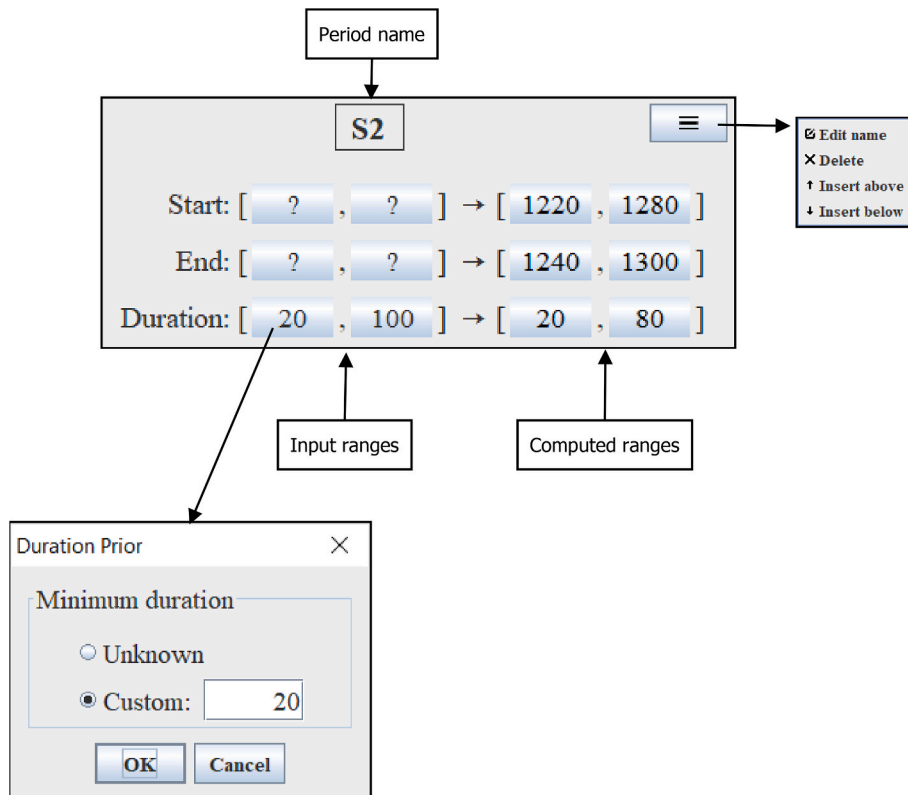 Period name
S2
≡
Edit name
Delete
↑ Insert above
↓ Insert below
Start: [ ? , ? ] → [ 1220 , 1280 ]
End: [ ? , ? ] → [ 1240 , 1300 ]
Duration: [ 20 , 100 ] → [ 20 , 80 ]
Input ranges
Computed ranges
Duration Prior
Minimum duration
Unknown
Custom: 20
OK Cancel